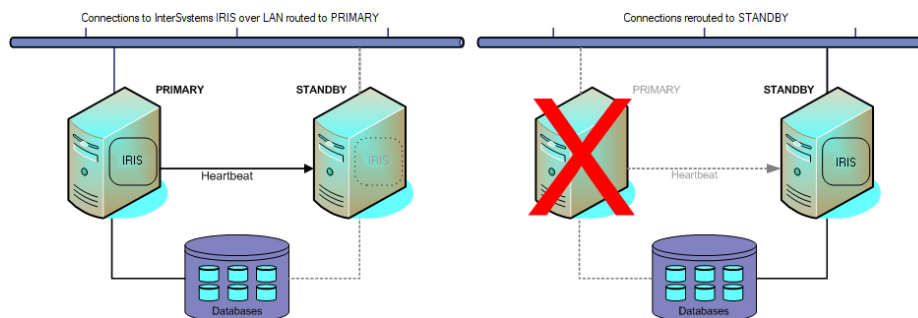 Connections to InterSystems IRIS over LAN routed to PRIMARY
PRIMARY
STANDBY
IRIS
IRIS
Heartbeat
Databases
Connections rerouted to STANDBY
PRIMARY
STANDBY
IRIS
Heartbeat
Databases